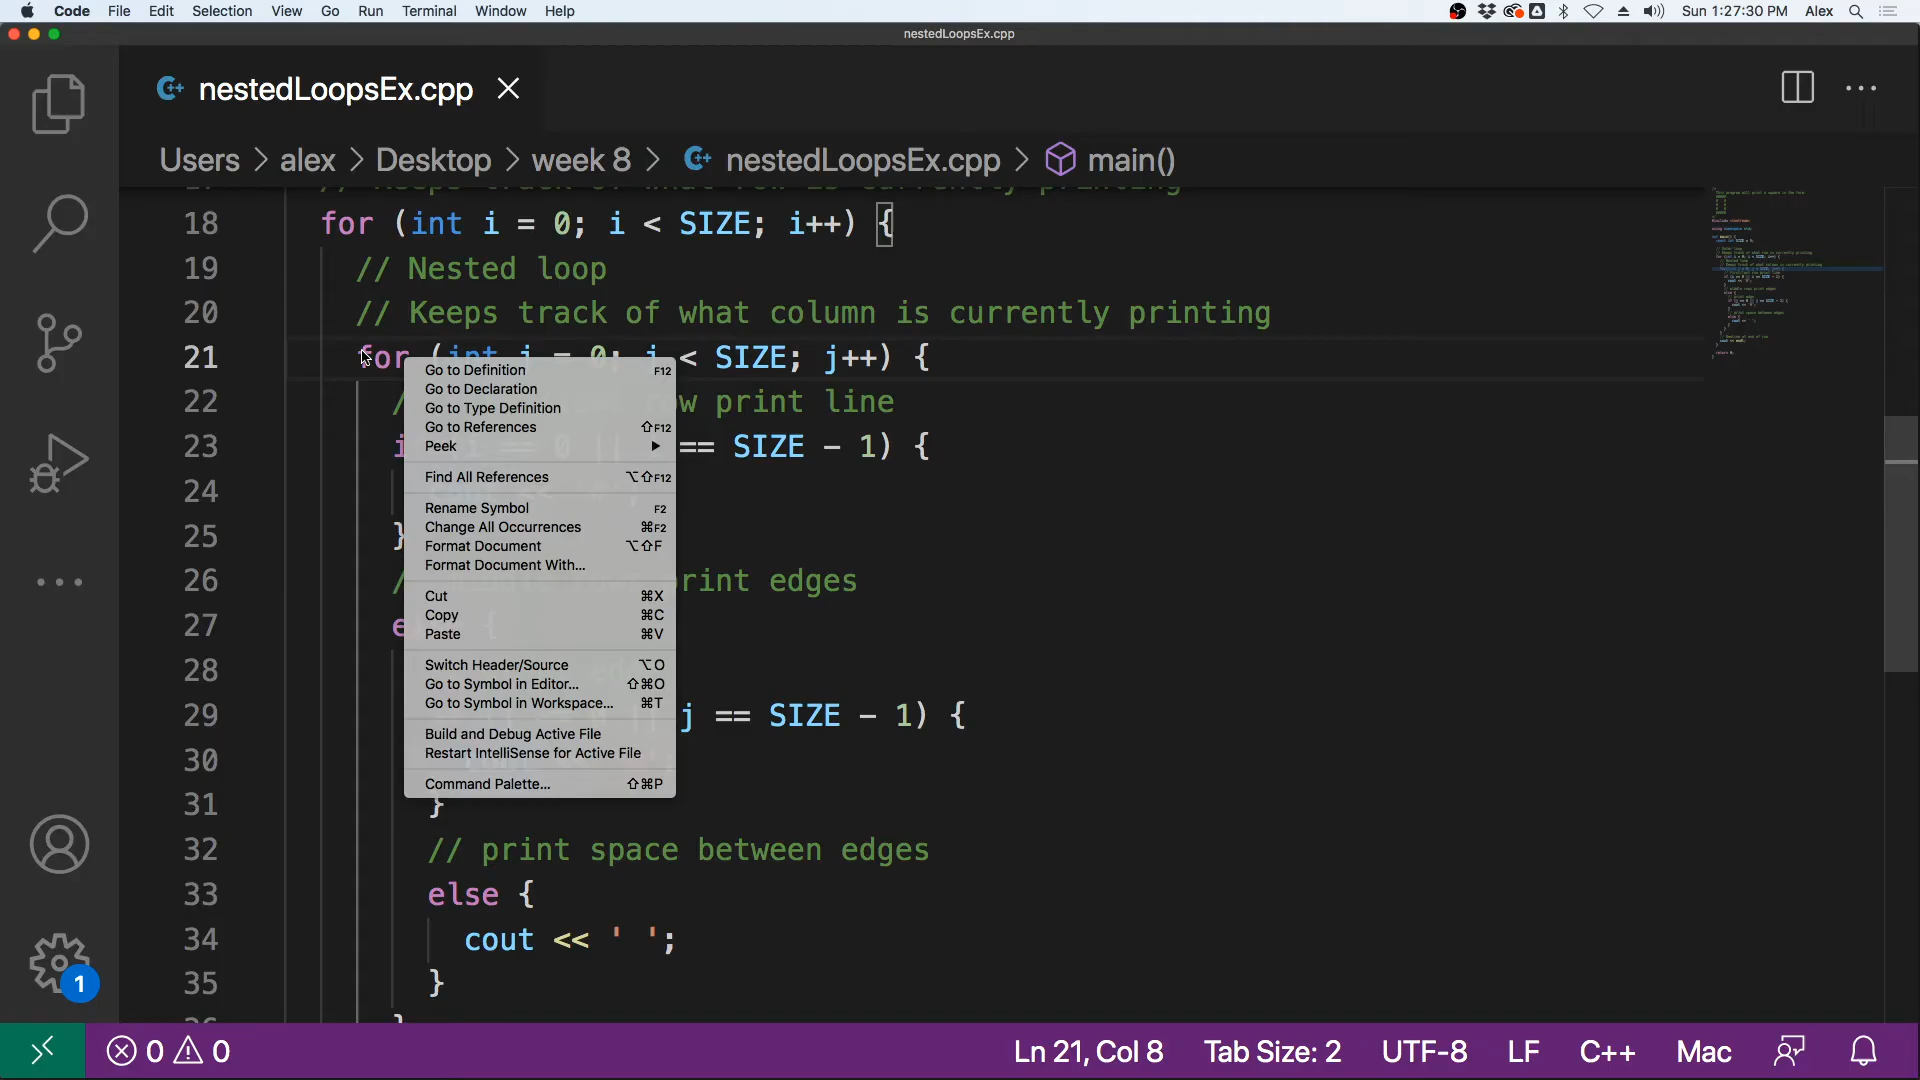 Code File Edit Selection View Go Run Terminal Window Help Sun 1:27:30 PM Alex
nestedLoopsEx.cpp
nestedLoopsEx.cpp
Users > alex > Desktop > week 8 > nestedLoopsEx.cpp > main()
18 for (int i = 0; i < SIZE; i++) {
19 // Nested loop
20 // Keeps track of what column is currently printing
21 for (int j = 0; j < SIZE; j++) {
22 // row print line
23 == SIZE - 1) {
24
25 }
26 // print edges
27 {
28
29 j == SIZE - 1) {
30
31 }
32 // print space between edges
33 else {
34 cout << ' ';
35 }
Go to Definition F12
Go to Declaration
Go to Type Definition
Go to References ⇧F12
Peek
Find All References ⌥⇧F12
Rename Symbol F2
Change All Occurrences ⌘F2
Format Document ⌥⇧F
Format Document With...
Cut ⌘X
Copy ⌘C
Paste ⌘V
Switch Header/Source ⌥O
Go to Symbol in Editor... ⇧⌘O
Go to Symbol in Workspace... ⌘T
Build and Debug Active File
Restart IntelliSense for Active File
Command Palette... ⇧⌘P
1
0 0 Ln 21, Col 8 Tab Size: 2 UTF-8 LF C++ Mac